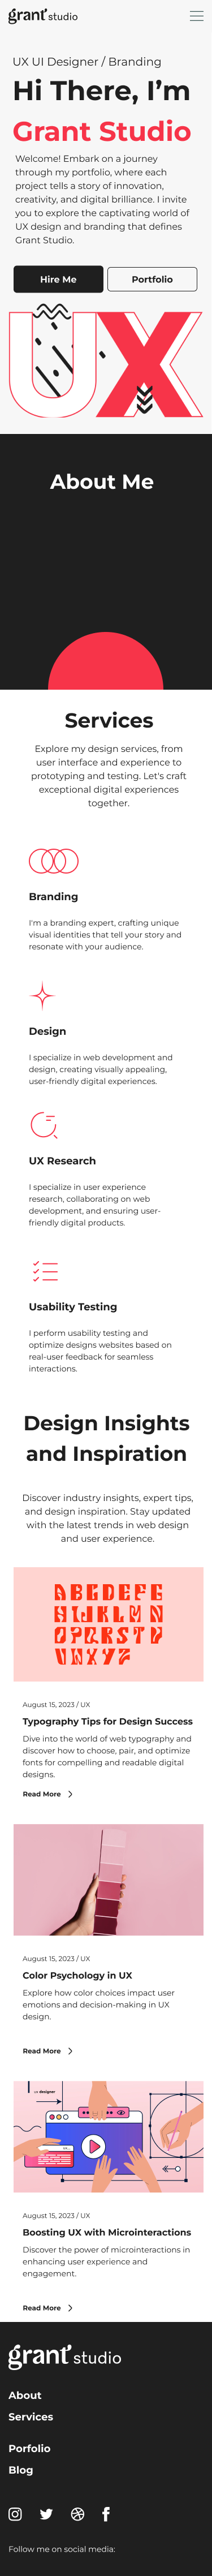 grant studio
UX UI Designer / Branding
Hi There, I’m
Grant Studio
Welcome! Embark on a journey
through my portfolio, where each
project tells a story of innovation,
creativity, and digital brilliance. I invite
you to explore the captivating world of
UX design and branding that defines
Grant Studio.
Hire Me
Portfolio
UX
About Me
Services
Explore my design services, from
user interface and experience to
prototyping and testing. Let's craft
exceptional digital experiences
together.
Branding
I'm a branding expert, crafting unique
visual identities that tell your story and
resonate with your audience.
Design
I specialize in web development and
design, creating visually appealing,
user-friendly digital experiences.
UX Research
I specialize in user experience
research, collaborating on web
development, and ensuring user-
friendly digital products.
Usability Testing
I perform usability testing and
optimize designs websites based on
real-user feedback for seamless
interactions.
Design Insights
and Inspiration
Discover industry insights, expert tips,
and design inspiration. Stay updated
with the latest trends in web design
and user experience.
ABCDEFG
HIJKLMN
OPQRSTY
UVWXYZ
August 15, 2023 / UX
Typography Tips for Design Success
Dive into the world of web typography and
discover how to choose, pair, and optimize
fonts for compelling and readable digital
designs.
Read More
August 15, 2023 / UX
Color Psychology in UX
Explore how color choices impact user
emotions and decision-making in UX
design.
Read More
designer
August 15, 2023 / UX
Boosting UX with Microinteractions
Discover the power of microinteractions in
enhancing user experience and
engagement.
Read More
grant studio
About
Services
Porfolio
Blog
Follow me on social media: